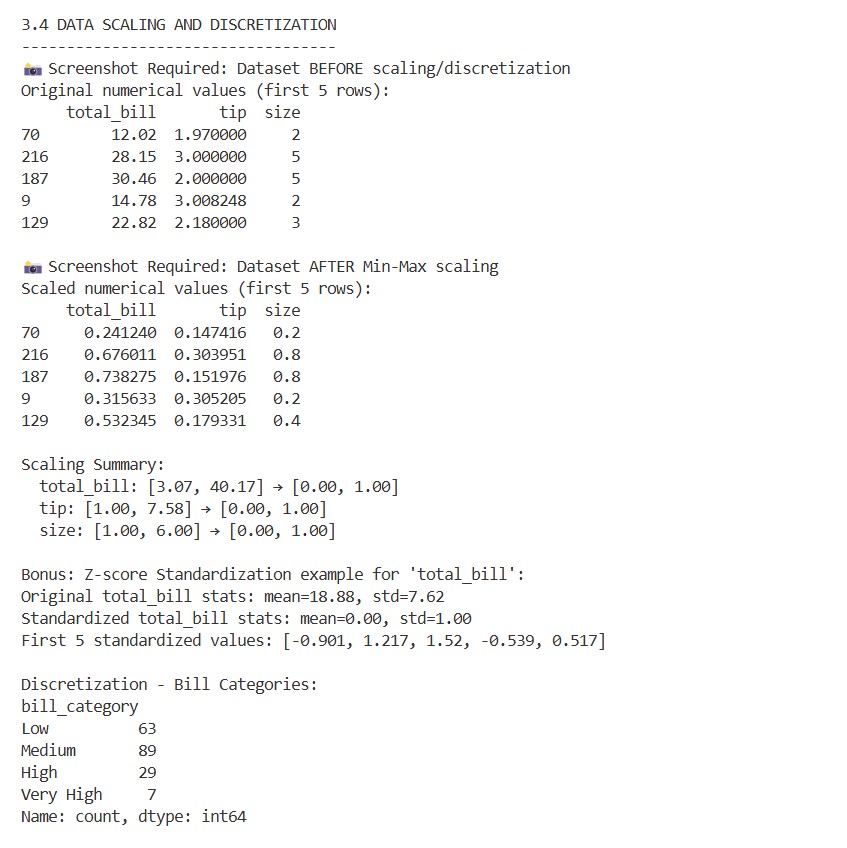 3.4 DATA SCALING AND DISCRETIZATION
-----------------------------------
📸 Screenshot Required: Dataset BEFORE scaling/discretization
Original numerical values (first 5 rows):
     total_bill       tip  size
70        12.02  1.970000     2
216       28.15  3.000000     5
187       30.46  2.000000     5
9         14.78  3.008248     2
129       22.82  2.180000     3
📸 Screenshot Required: Dataset AFTER Min-Max scaling
Scaled numerical values (first 5 rows):
     total_bill       tip  size
70     0.241240  0.147416   0.2
216    0.676011  0.303951   0.8
187    0.738275  0.151976   0.8
9      0.315633  0.305205   0.2
129    0.532345  0.179331   0.4
Scaling Summary:
  total_bill: [3.07, 40.17] → [0.00, 1.00]
  tip: [1.00, 7.58] → [0.00, 1.00]
  size: [1.00, 6.00] → [0.00, 1.00]
Bonus: Z-score Standardization example for 'total_bill':
Original total_bill stats: mean=18.88, std=7.62
Standardized total_bill stats: mean=0.00, std=1.00
First 5 standardized values: [-0.901, 1.217, 1.52, -0.539, 0.517]
Discretization - Bill Categories:
bill_category
Low          63
Medium       89
High         29
Very High     7
Name: count, dtype: int64